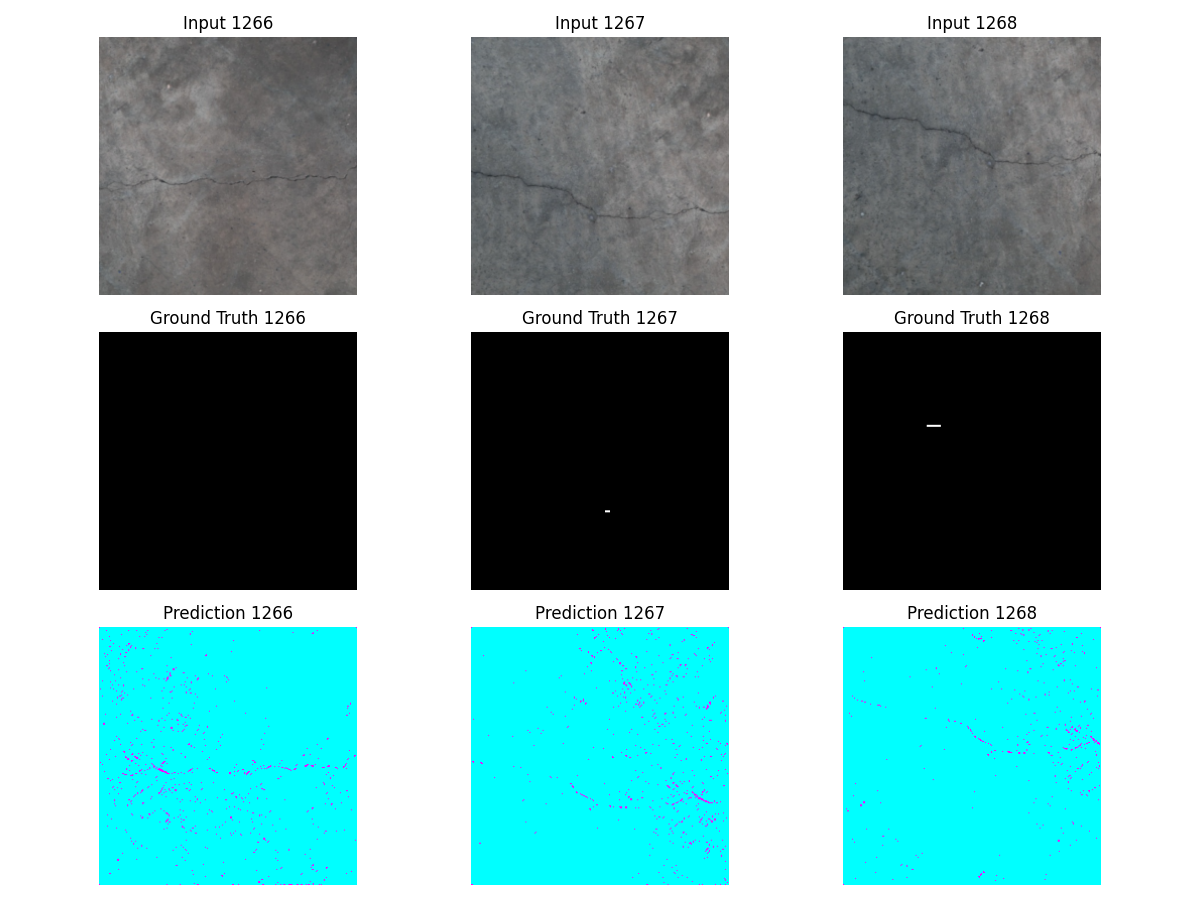 Input 1266
Input 1267
Input 1268
Ground Truth 1266
Ground Truth 1267
Ground Truth 1268
Prediction 1266
Prediction 1267
Prediction 1268